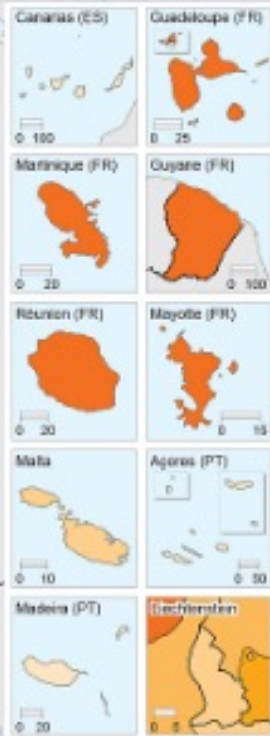 Canarias (ES)
0 100
Guadeloupe (FR)
0 25
Martinique (FR)
0 20
Guyane (FR)
0 100
Réunion (FR)
0 20
Mayotte (FR)
0 15
Malta
0 10
Açores (PT)
0 50
Madeira (PT)
0 20
Liechtenstein
0 5